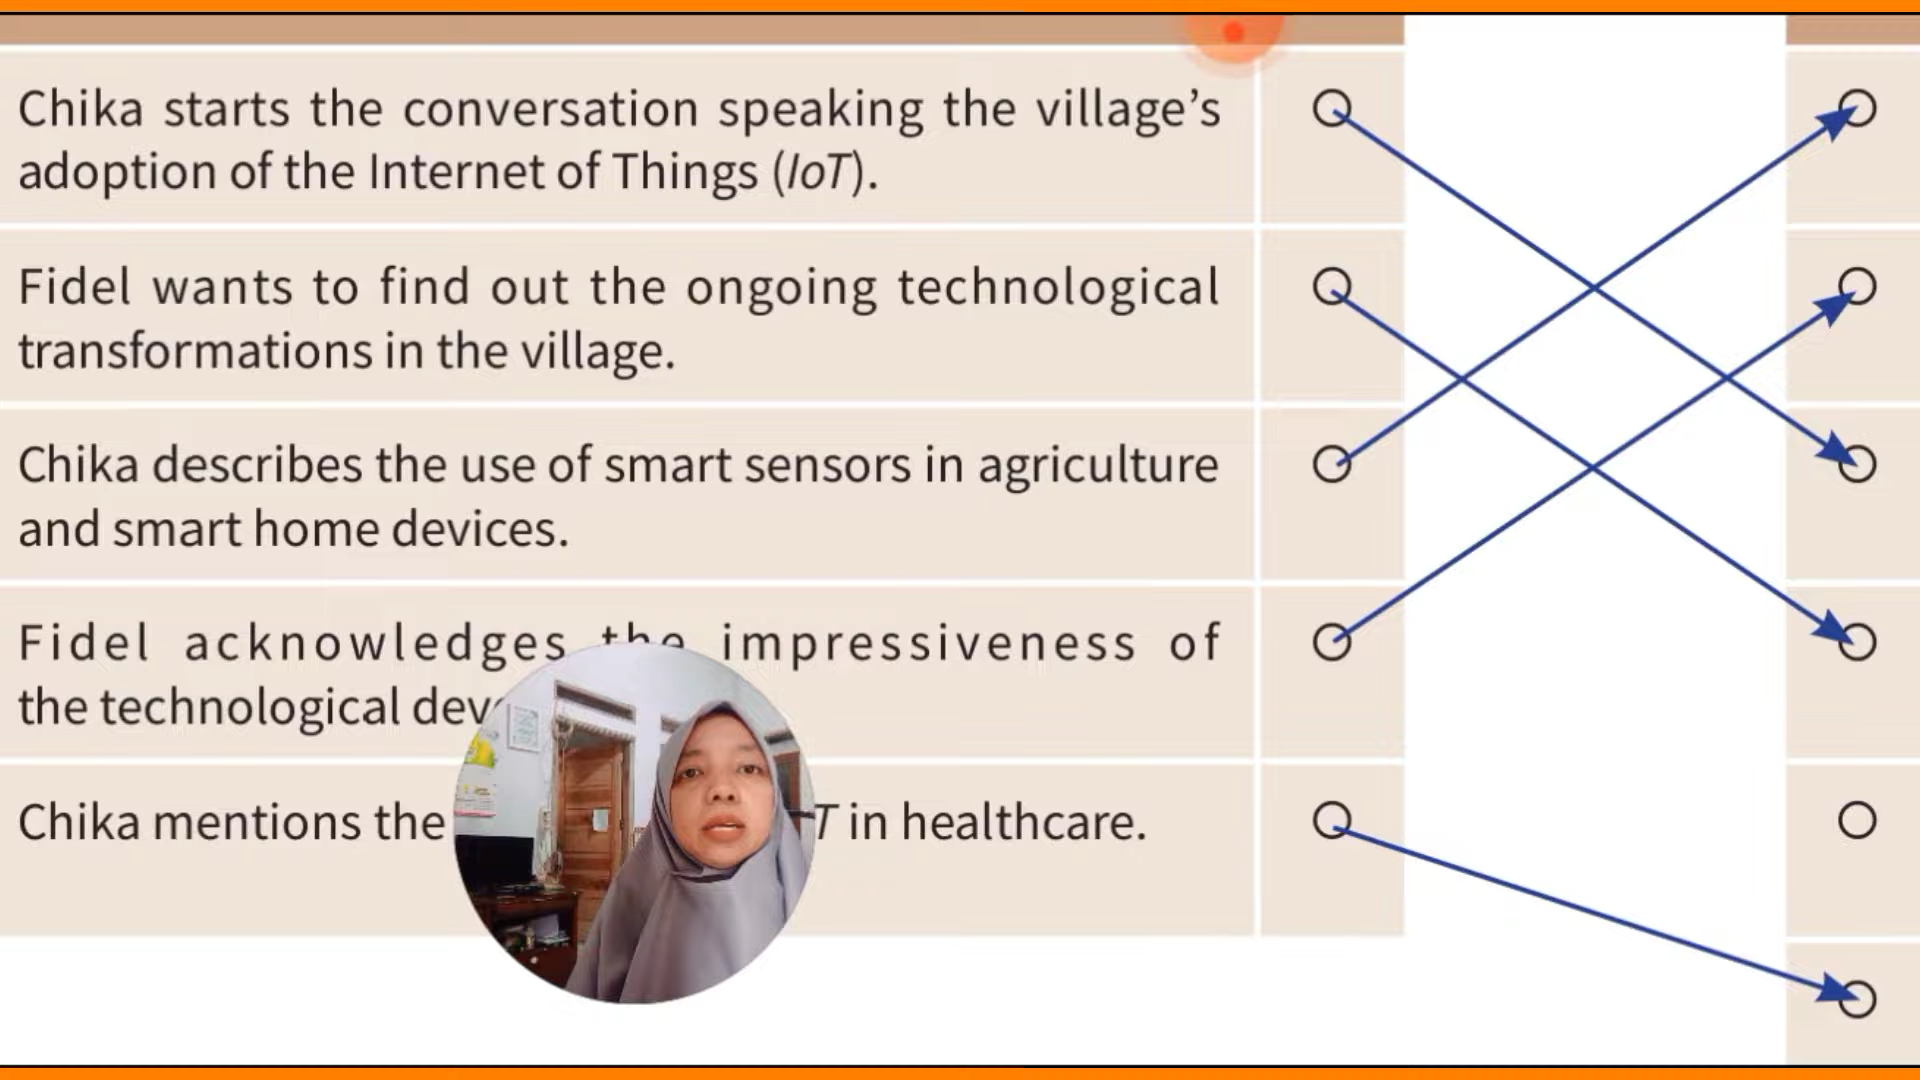 Chika starts the conversation speaking the village’s
adoption of the Internet of Things (IoT).
Fidel wants to find out the ongoing technological
transformations in the village.
Chika describes the use of smart sensors in agriculture
and smart home devices.
Fidel acknowledges the impressiveness of
the technological
Chika mentions the in healthcare.